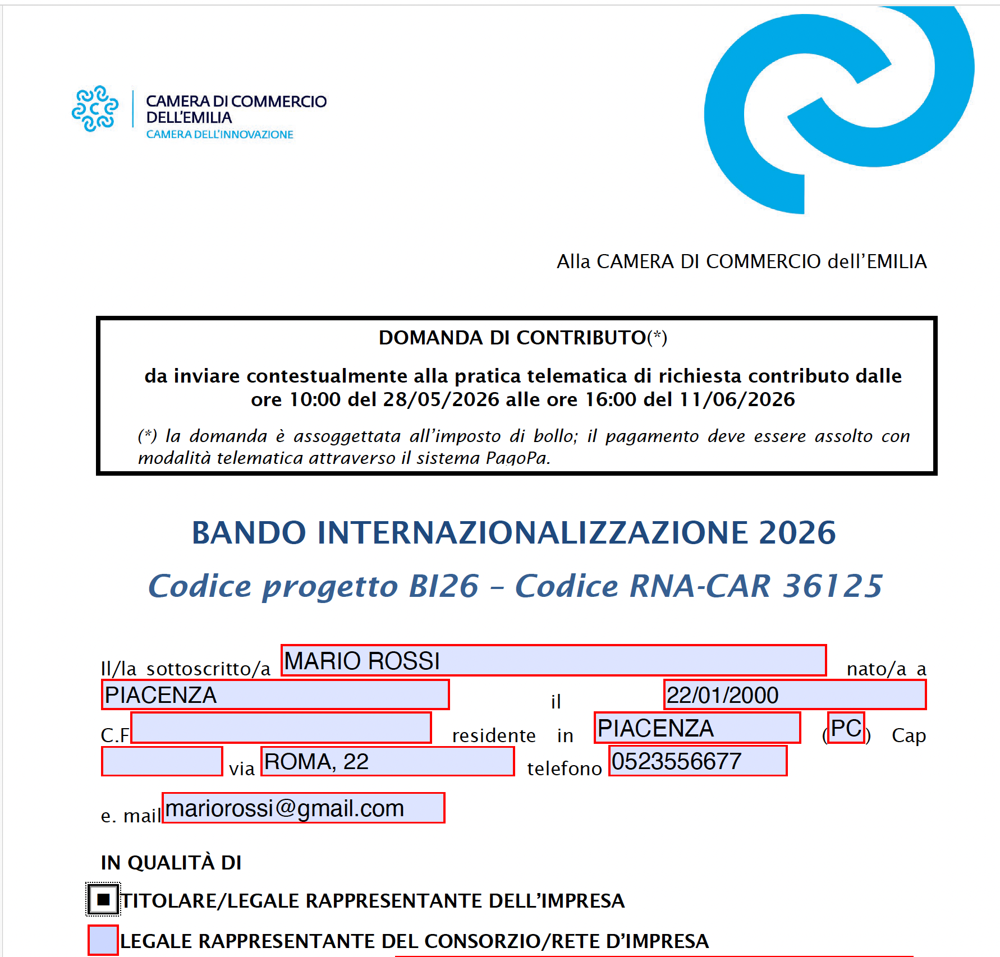 CAMERA DI COMMERCIO
DELL'EMILIA
CAMERA DELL'INNOVAZIONE
Alla CAMERA DI COMMERCIO dell'EMILIA
DOMANDA DI CONTRIBUTO(*)
da inviare contestualmente alla pratica telematica di richiesta contributo dalle
ore 10:00 del 28/05/2026 alle ore 16:00 del 11/06/2026
(*) la domanda è assoggettata all'imposto di bollo; il pagamento deve essere assolto con
modalità telematica attraverso il sistema PagoPa.
BANDO INTERNAZIONALIZZAZIONE 2026
Codice progetto BI26 – Codice RNA-CAR 36125
Il/la sottoscritto/a MARIO ROSSI nato/a a
PIACENZA il 22/01/2000
C.F residente in PIACENZA (PC) Cap
via ROMA, 22 telefono 0523556677
e. mail mariorossi@gmail.com
IN QUALITÀ DI
TITOLARE/LEGALE RAPPRESENTANTE DELL'IMPRESA
LEGALE RAPPRESENTANTE DEL CONSORZIO/RETE D'IMPRESA